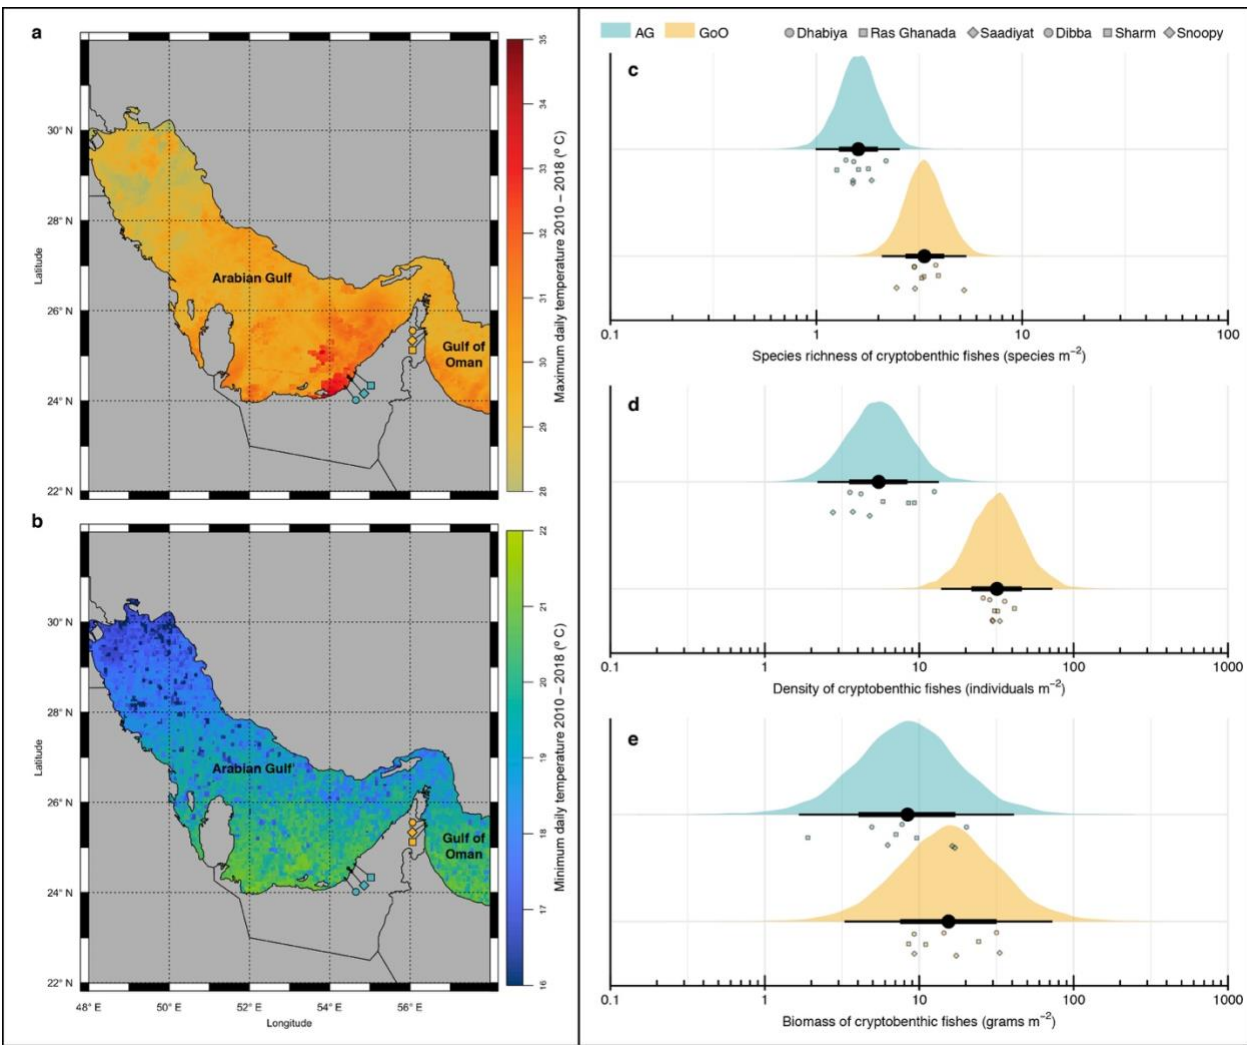 a
30° N
28° N
26° N
24° N
22° N
Latitude
Arabian Gulf
Gulf of
Oman
35
34
33
32
31
30
29
28
Maximum daily temperature 2010 – 2018 (º C)
b
30° N
28° N
26° N
24° N
22° N
Latitude
Arabian Gulf
Gulf of
Oman
48° E 50° E 52° E 54° E 56° E
Longitude
22
21
20
19
18
17
16
Minimum daily temperature 2010 – 2018 (º C)
AG GoO Dhabiya Ras Ghanada Saadiyat Dibba Sharm Snoopy
c
0.1 1 10 100
Species richness of cryptobenthic fishes (species m⁻²)
d
0.1 1 10 100 1000
Density of cryptobenthic fishes (individuals m⁻²)
e
0.1 1 10 100 1000
Biomass of cryptobenthic fishes (grams m⁻²)